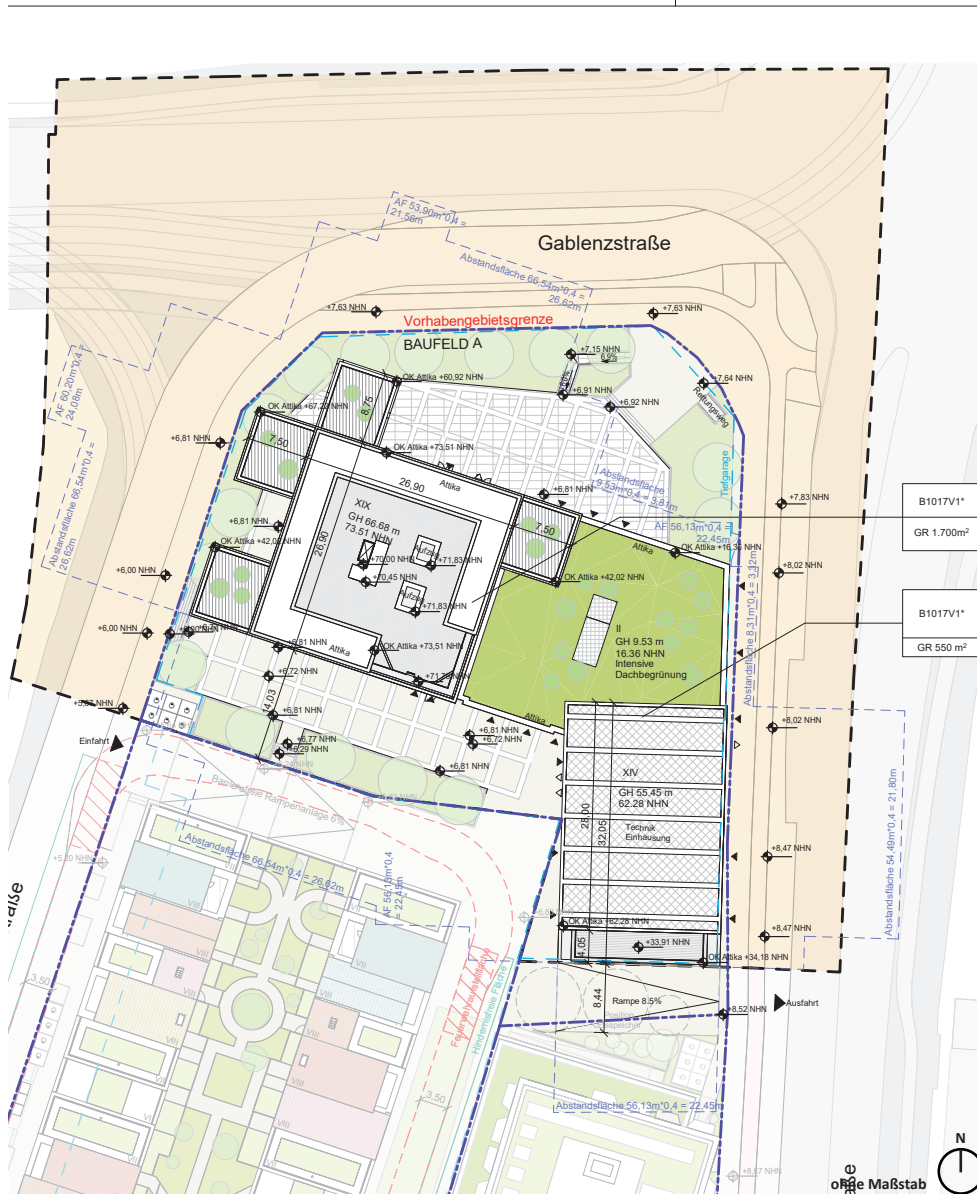 AF 53,90m*0,4 =
21,56m
Gablenzstraße
Abstandsfläche 66,54m*0,4 =
26,62m
+7,63 NHN
+7,63 NHN
Vorhabengebietsgrenze
BAUFELD A
+7,15 NHN
6,9%
AF 60,20m*0,4 =
24,08m
OK Attika +60,92 NHN
+6,91 NHN
+7,64 NHN
+6,92 NHN
Rettungsweg
8,75
7,50
+6,81 NHN
OK Attika +73,51 NHN
Abstandsfläche 66,54m*0,4 =
26,62m
26,90
Attika
Abstandsfläche
9,53m*0,4 = 3,81m
Tiefgarage
+6,81 NHN
+7,83 NHN
B1017V1*
GR 1.700m²
XIX
GH 66.68 m
73.51 NHN
26,90
+6,81 NHN
7,50
AF 56,13m*0,4 =
22,45m
Attika
OK Attika +16,36 NHN
OK Attika +42,02 NHN
Aufzug
+70,00 NHN
+71,83 NHN
+70,45 NHN
+6,00 NHN
+8,02 NHN
OK Attika +42,02 NHN
Aufzug
+71,83 NHN
Abstandsfläche 8,31m*0,4 = 3,32m
B1017V1*
GR 550 m²
+6,00 NHN
II
GH 9.53 m
16.36 NHN
Intensive
Dachbegrünung
+6,81 NHN
Attika
OK Attika +73,51 NHN
+6,72 NHN
14,03
+6,81 NHN
Attika
+8,02 NHN
Einfahrt
+6,77 NHN
+6,29 NHN
+6,81 NHN
+6,72 NHN
+6,81 NHN
XIV
GH 55.45 m
62.28 NHN
Barrierefreie Rampenanlage 6%
28,00
32,05
Technik
Einhausung
Abstandsfläche 54,49m*0,4 = 21,80m
Abstandsfläche 66,54m*0,4 = 26,62m
+5,20 NHN
+8,47 NHN
AF 56,13m*0,4
= 22,45m
VIII
VIII
OK Attika +62,28 NHN
+33,91 NHN
+8,47 NHN
4,05
OK Attika +34,18 NHN
Feuerwehraufstellfläche
Hindernisfreie Fläche
3,50
8,44
Rampe 8.5%
Ausfahrt
+8,52 NHN
VIII
VIII
VIII
3,50
Abstandsfläche 56,13m*0,4 = 22,45m
N
ohne Maßstab